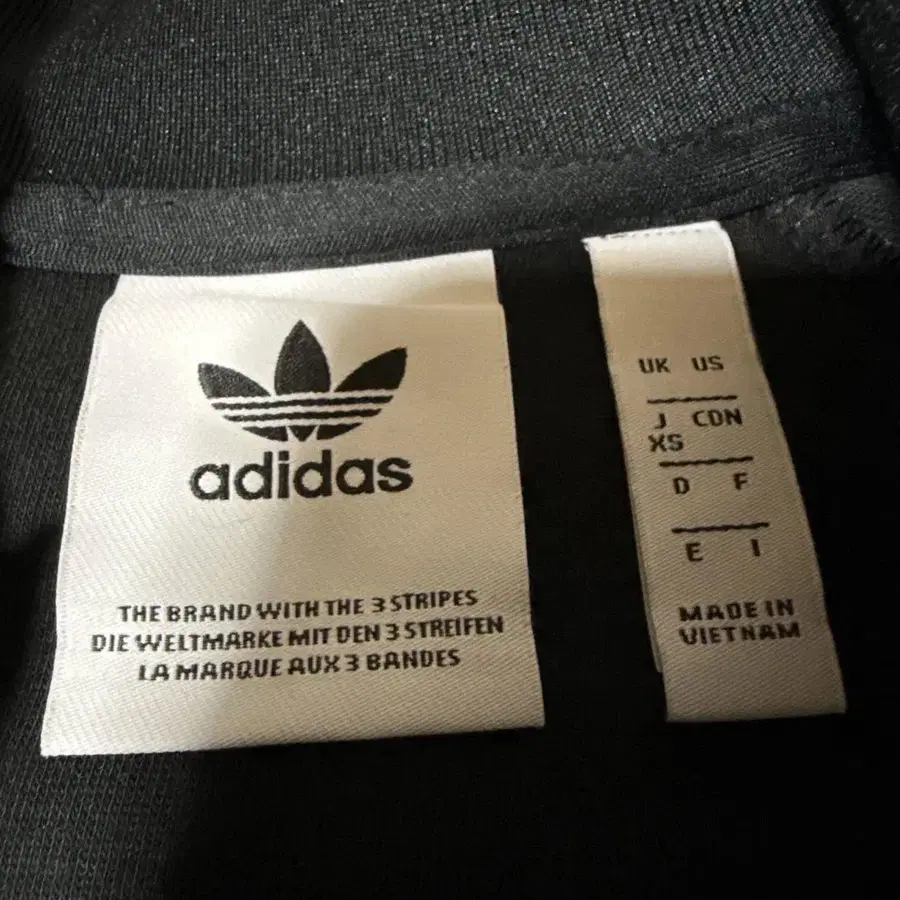 adidas
THE BRAND WITH THE 3 STRIPES
DIE WELTMARKE MIT DEN 3 STREIFEN
LA MARQUE AUX 3 BANDES
UK US
J CDN
XS
D F
E I
MADE IN
VIETNAM